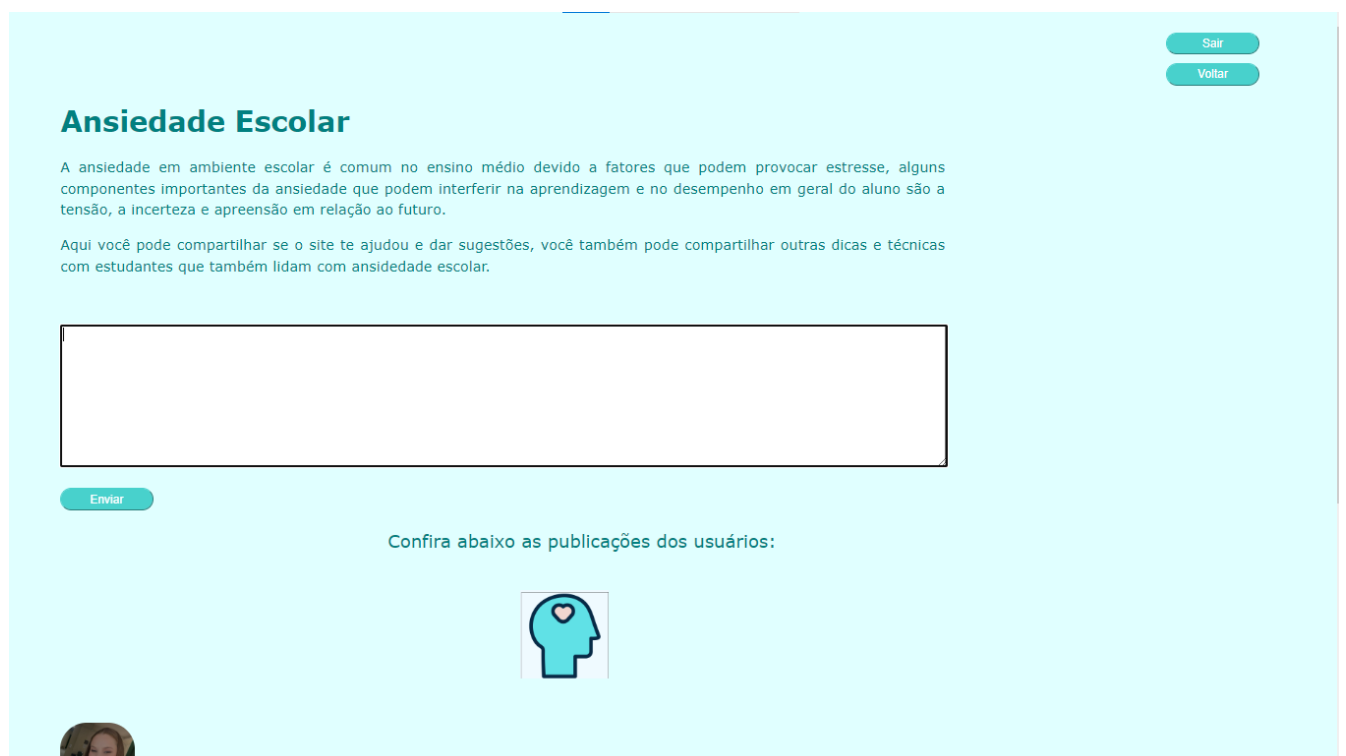 Sair
Voltar
Ansiedade Escolar
A ansiedade em ambiente escolar é comum no ensino médio devido a fatores que podem provocar estresse, alguns
componentes importantes da ansiedade que podem interferir na aprendizagem e no desempenho em geral do aluno são a
tensão, a incerteza e apreensão em relação ao futuro.
Aqui você pode compartilhar se o site te ajudou e dar sugestões, você também pode compartilhar outras dicas e técnicas
com estudantes que também lidam com ansidedade escolar.
Enviar
Confira abaixo as publicações dos usuários: